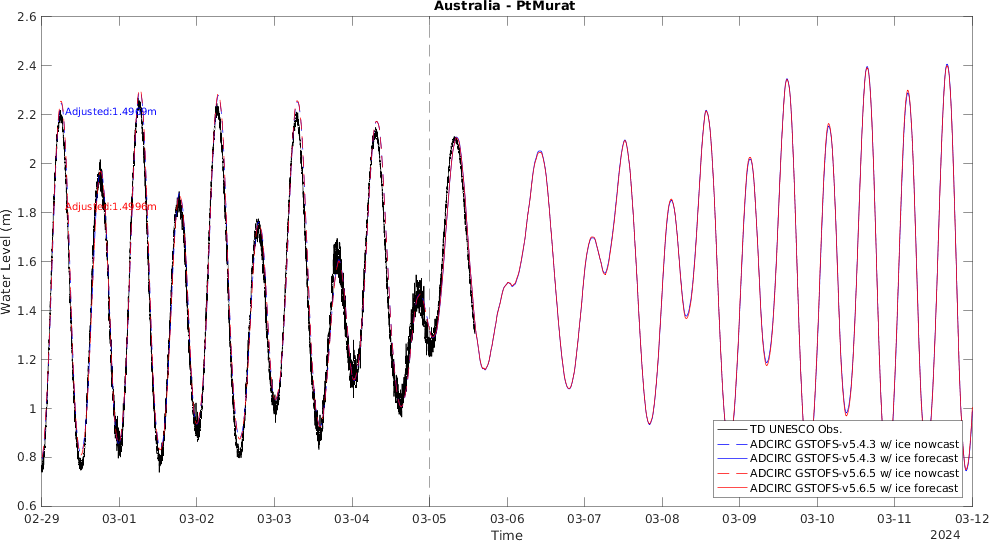 Australia - PtMurat
2.6
2.4
2.2
2
1.8
1.6
1.4
1.2
1
0.8
0.6
Water Level (m)
Adjusted:1.4999m
Adjusted:1.4996m
TD UNESCO Obs.
ADCIRC GSTOFS-v5.4.3 w/ ice nowcast
ADCIRC GSTOFS-v5.4.3 w/ ice forecast
ADCIRC GSTOFS-v5.6.5 w/ ice nowcast
ADCIRC GSTOFS-v5.6.5 w/ ice forecast
02-29 03-01 03-02 03-03 03-04 03-05 03-06 03-07 03-08 03-09 03-10 03-11 03-12
Time
2024